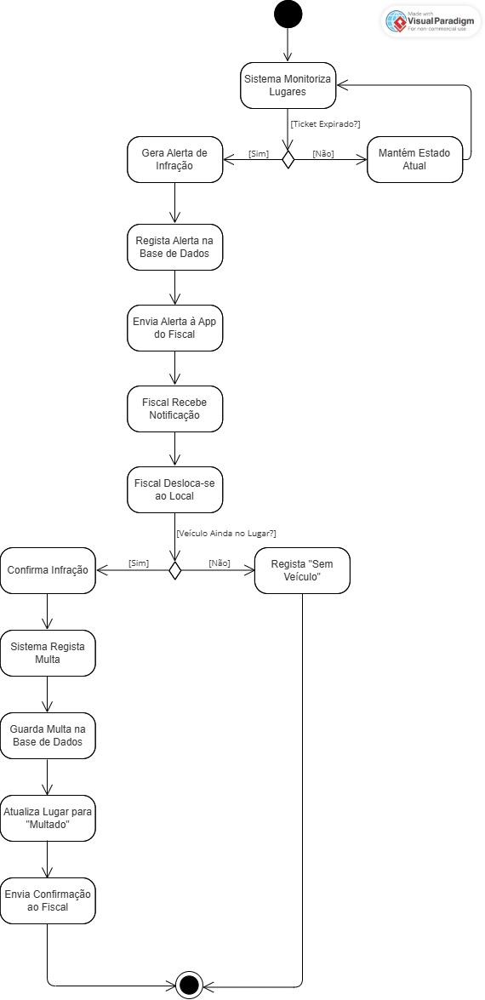 Made with
Visual Paradigm
For non-commercial use
Sistema Monitoriza
Lugares
[Ticket Expirado?]
Gera Alerta de
Infração
[Sim]
[Não]
Mantém Estado
Atual
Regista Alerta na
Base de Dados
Envia Alerta à App
do Fiscal
Fiscal Recebe
Notificação
Fiscal Desloca-se
ao Local
[Veículo Ainda no Lugar?]
Confirma Infração
[Sim]
[Não]
Regista "Sem
Veículo"
Sistema Regista
Multa
Guarda Multa na
Base de Dados
Atualiza Lugar para
"Multado"
Envia Confirmação
ao Fiscal